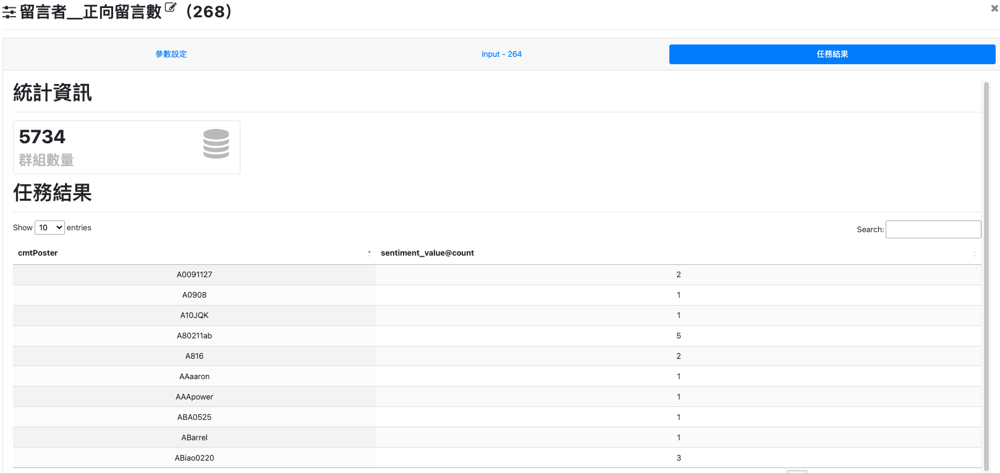 留言者__正向留言數 (268)
參數設定
Input - 264
任務結果
統計資訊
5734
群組數量
任務結果
Show 10 entries
Search:
cmtPoster sentiment_value@count
A0091127 2
A0908 1
A10JQK 1
A80211ab 5
A816 2
AAaaron 1
AAApower 1
ABA0525 1
ABarrel 1
ABiao0220 3